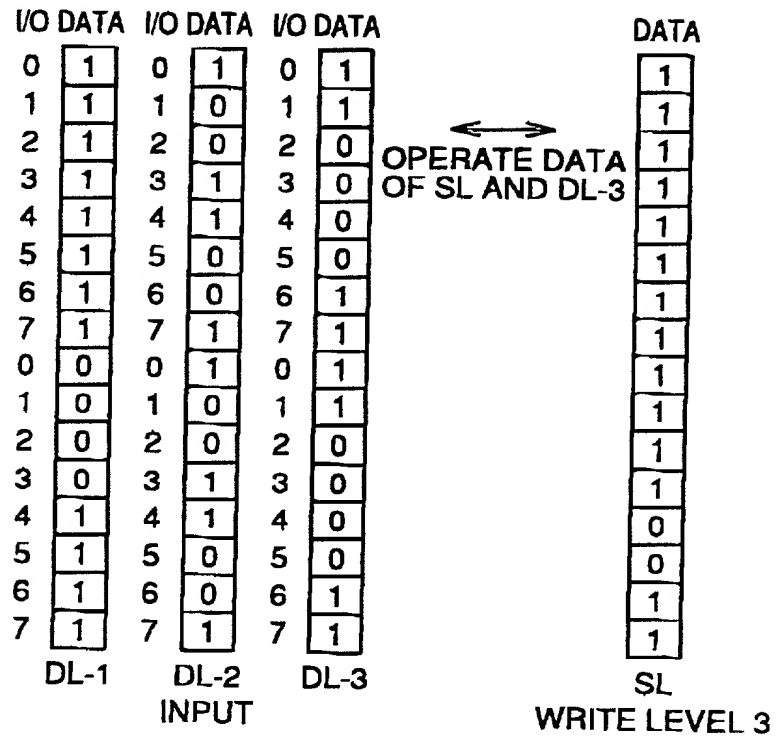 I/O DATA I/O DATA I/O DATA DATA
0 1 0 1 0 1 1
1 1 1 0 1 1 1
2 1 2 0 2 0 1
3 1 3 1 3 0 1
4 1 4 1 4 0 1
5 1 5 0 5 0 1
6 1 6 0 6 1 1
7 1 7 1 7 1 1
0 0 0 1 0 1 1
1 0 1 0 1 1 1
2 0 2 0 2 0 1
3 0 3 1 3 0 1
4 1 4 1 4 0 0
5 1 5 0 5 0 0
6 1 6 0 6 1 1
7 1 7 1 7 1 1
OPERATE DATA
OF SL AND DL-3
DL-1 DL-2 DL-3 SL
INPUT WRITE LEVEL 3